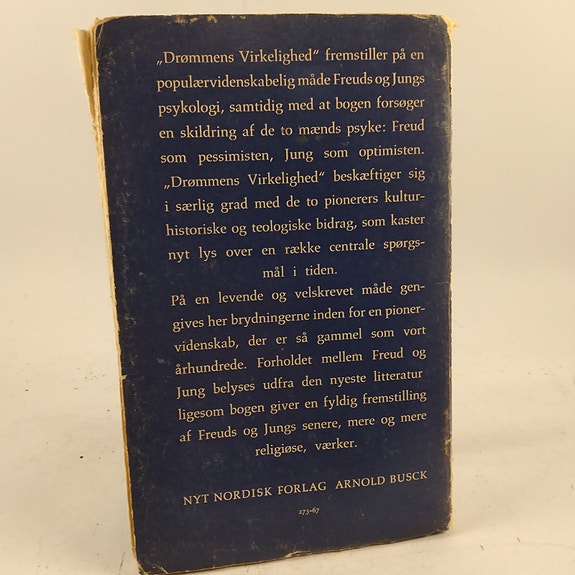 „Drømmens Virkelighed“ fremstiller på en
populærvidenskabelig måde Freuds og Jungs
psykologi, samtidig med at bogen forsøger
en skildring af de to mænds psyke: Freud
som pessimisten, Jung som optimisten.
„Drømmens Virkelighed“ beskæftiger sig
i særlig grad med de to pionerers kultur-
historiske og teologiske bidrag, som kaster
nyt lys over en række centrale spørgs-
mål i tiden.
På en levende og velskrevet måde gen-
gives her brydningerne inden for en pioner-
videnskab, der er så gammel som vort
århundrede. Forholdet mellem Freud og
Jung belyses udfra den nyeste litteratur
ligesom bogen giver en fyldig fremstilling
af Freuds og Jungs senere, mere og mere
religiøse, værker.
NYT NORDISK FORLAG ARNOLD BUSCK
273-67